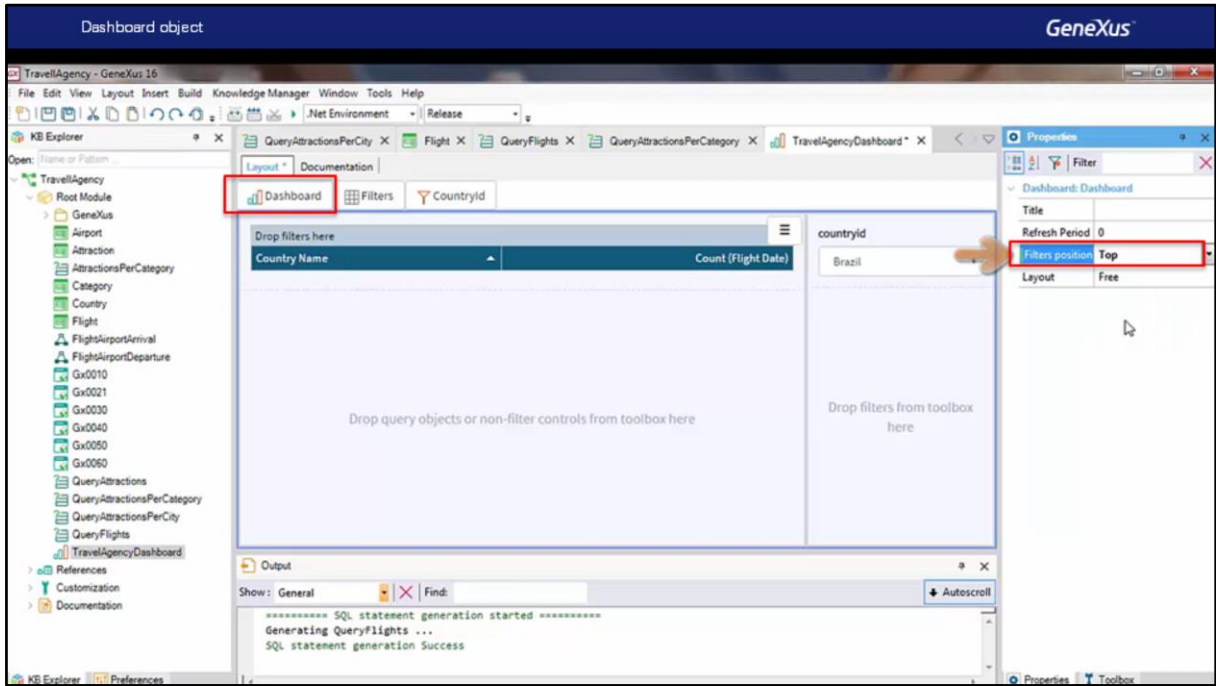 Dashboard object
GeneXus
TravellAgency - GeneXus 16
File Edit View Layout Insert Build Knowledge Manager Window Tools Help
.Net Environment Release
KB Explorer
Open: Name or Pattern ...
TravellAgency
Root Module
GeneXus
Airport
Attraction
AttractionsPerCategory
Category
Country
Flight
FlightAirportArrival
FlightAirportDeparture
Gx0010
Gx0021
Gx0030
Gx0040
Gx0050
Gx0060
QueryAttractions
QueryAttractionsPerCategory
QueryAttractionsPerCity
QueryFlights
TravelAgencyDashboard
References
Customization
Documentation
KB Explorer Preferences
QueryAttractionsPerCity Flight QueryFlights QueryAttractionsPerCategory TravelAgencyDashboard *
Layout * Documentation
Dashboard Filters CountryId
Drop filters here
Country Name Count (Flight Date)
Drop query objects or non-filter controls from toolbox here
countryid
Brazil
Drop filters from toolbox
here
Output
Show: General Find: Autoscroll
========== SQL statement generation started ==========
Generating QueryFlights ...
SQL statement generation Success
Properties
Filter
Dashboard: Dashboard
Title
Refresh Period 0
Filters position Top
Layout Free
Properties Toolbox